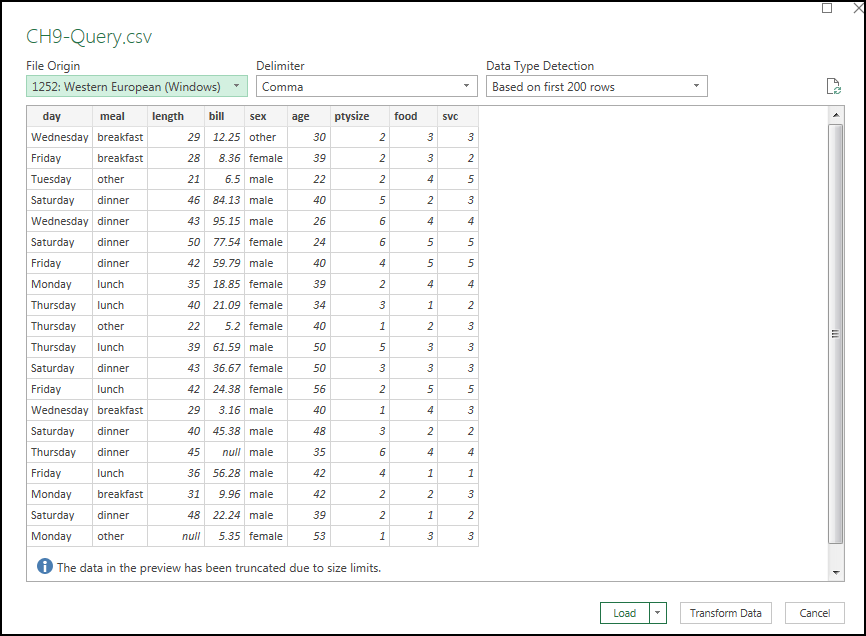 CH9-Query.csv
File Origin Delimiter Data Type Detection
1252: Western European (Windows) Comma Based on first 200 rows
day meal length bill sex age ptysize food svc
Wednesday breakfast 29 12.25 other 30 2 3 3
Friday breakfast 28 8.36 female 39 2 3 2
Tuesday other 21 6.5 male 22 2 4 5
Saturday dinner 46 84.13 male 40 5 2 3
Wednesday dinner 43 95.15 male 26 6 4 4
Saturday dinner 50 77.54 female 24 6 5 5
Friday dinner 42 59.79 male 40 4 5 5
Monday lunch 35 18.85 female 39 2 4 4
Thursday lunch 40 21.09 female 34 3 1 2
Thursday other 22 5.2 female 40 1 2 3
Thursday lunch 39 61.59 male 50 5 3 3
Saturday dinner 43 36.67 female 50 3 3 3
Friday lunch 42 24.38 female 56 2 5 5
Wednesday breakfast 29 3.16 male 40 1 4 3
Saturday dinner 40 45.38 male 48 3 2 2
Thursday dinner 45 null male 35 6 4 4
Friday lunch 36 56.28 male 42 4 1 1
Monday breakfast 31 9.96 male 42 2 2 3
Saturday dinner 48 22.24 male 39 2 1 2
Monday other null 5.35 female 53 1 3 3
The data in the preview has been truncated due to size limits.
Load Transform Data Cancel